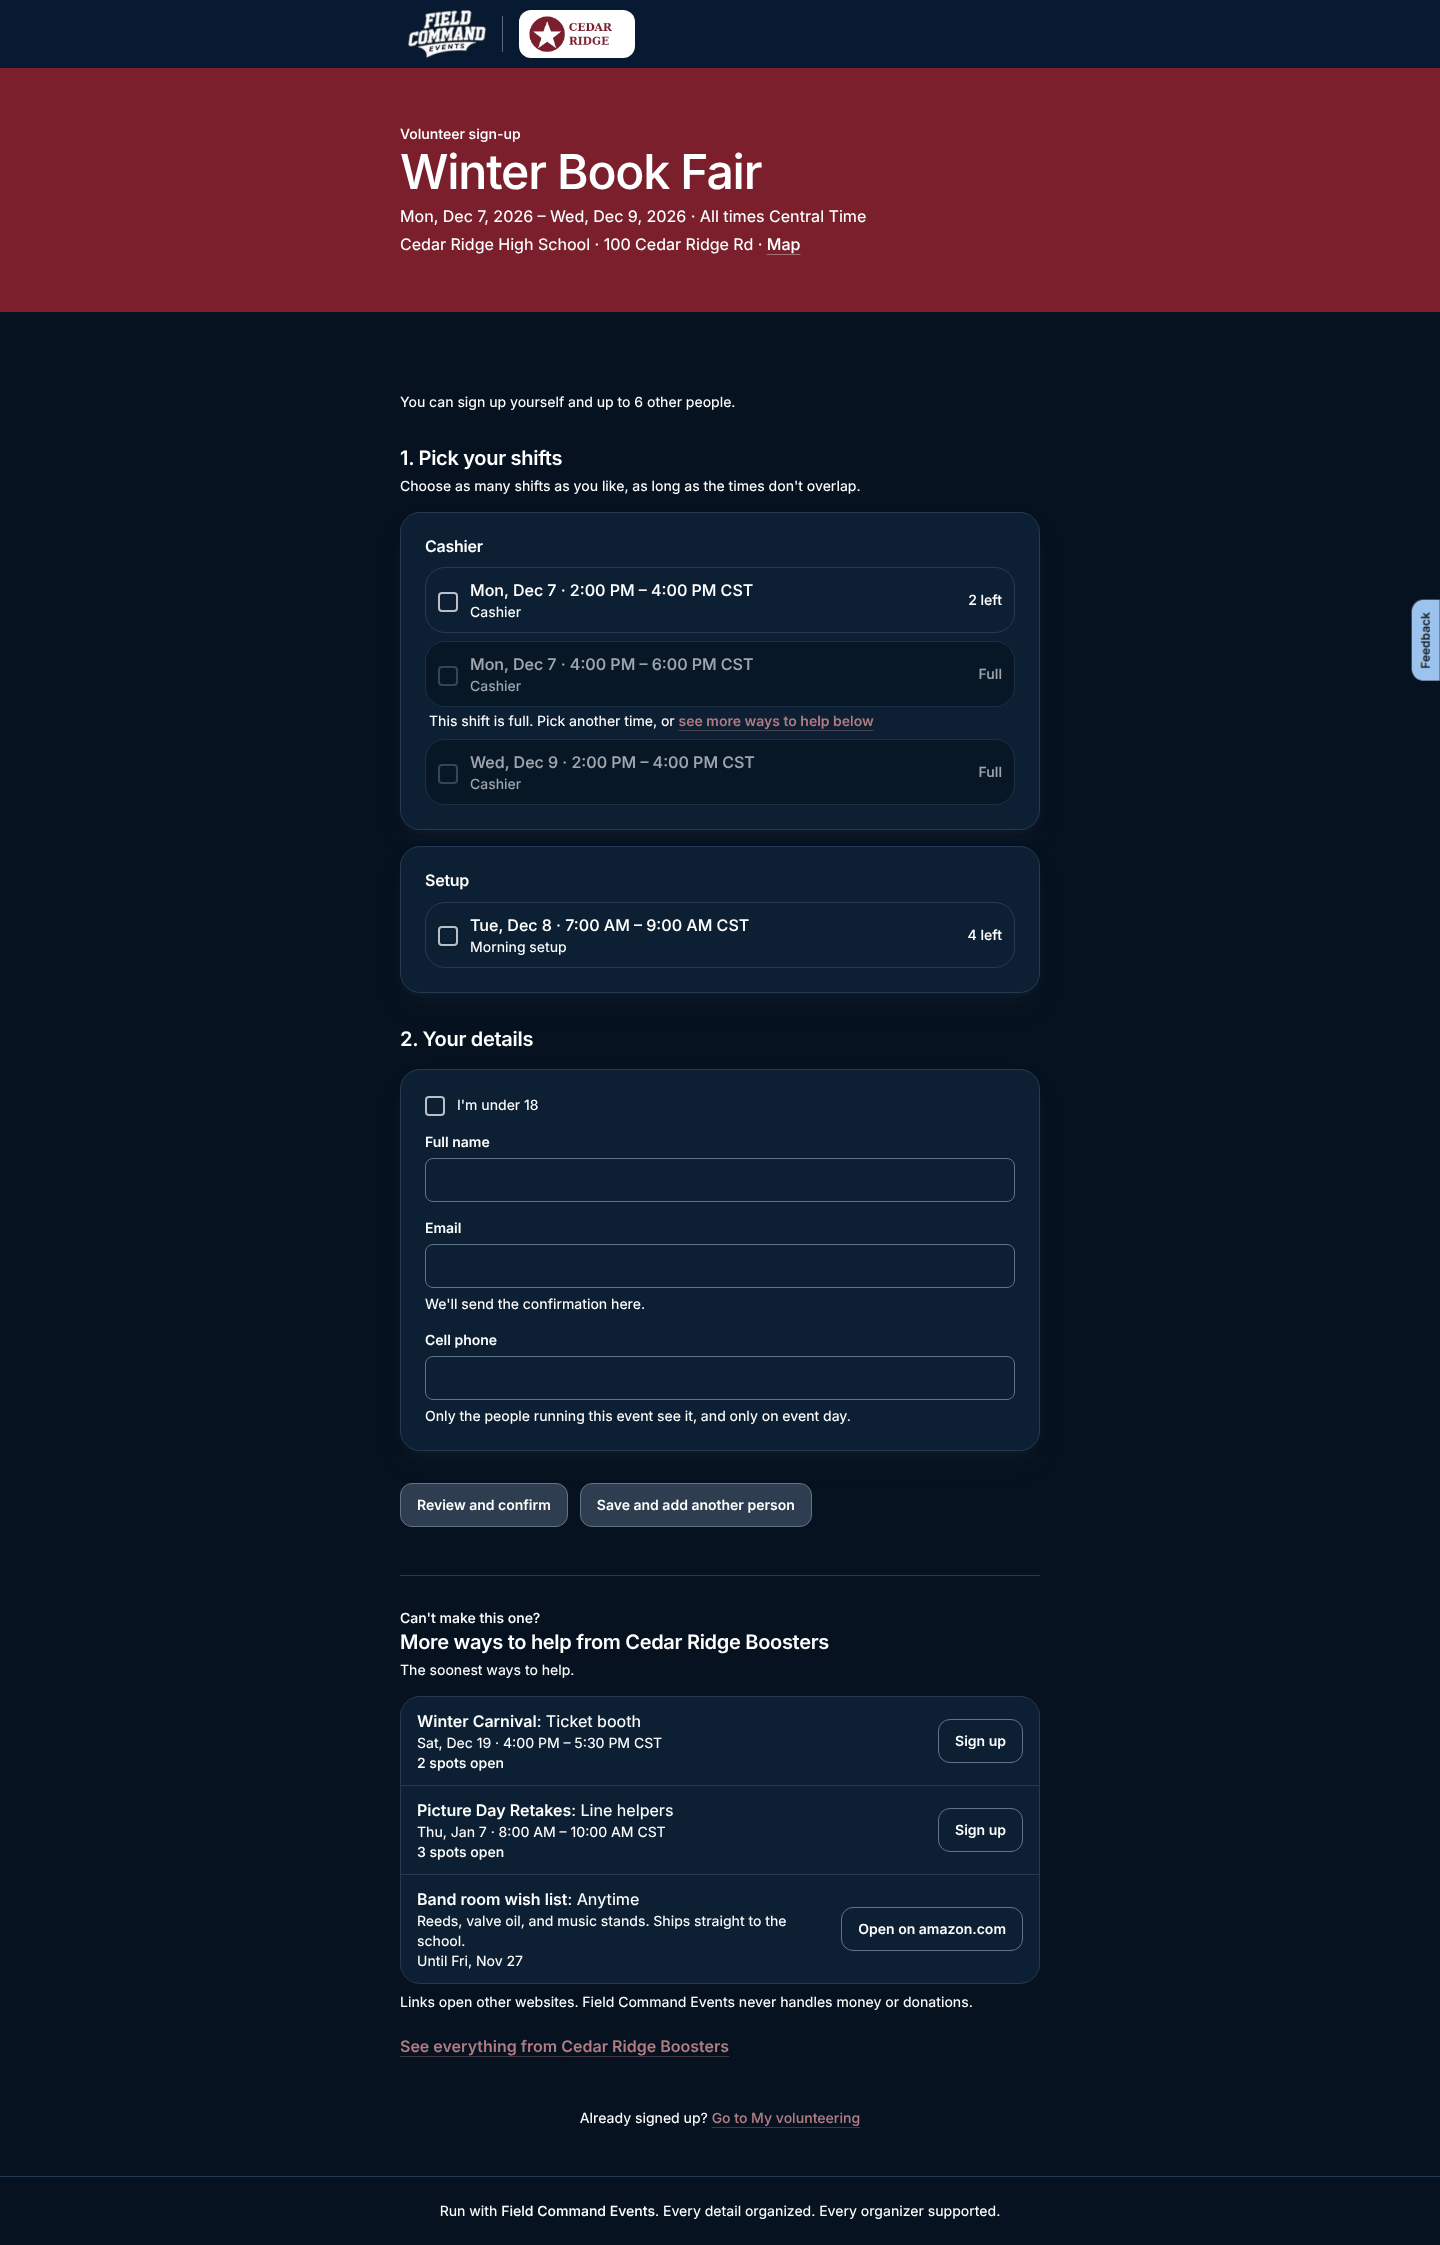 FIELD
COMMAND
EVENTS
CEDAR
RIDGE
Volunteer sign-up
Winter Book Fair
Mon, Dec 7, 2026 – Wed, Dec 9, 2026 · All times Central Time
Cedar Ridge High School · 100 Cedar Ridge Rd · Map
You can sign up yourself and up to 6 other people.
1. Pick your shifts
Choose as many shifts as you like, as long as the times don't overlap.
Cashier
Mon, Dec 7 · 2:00 PM – 4:00 PM CST
Cashier
2 left
Mon, Dec 7 · 4:00 PM – 6:00 PM CST
Cashier
Full
This shift is full. Pick another time, or see more ways to help below
Wed, Dec 9 · 2:00 PM – 4:00 PM CST
Cashier
Full
Setup
Tue, Dec 8 · 7:00 AM – 9:00 AM CST
Morning setup
4 left
Feedback
2. Your details
I'm under 18
Full name
Email
We'll send the confirmation here.
Cell phone
Only the people running this event see it, and only on event day.
Review and confirm
Save and add another person
Can't make this one?
More ways to help from Cedar Ridge Boosters
The soonest ways to help.
Winter Carnival: Ticket booth
Sat, Dec 19 · 4:00 PM – 5:30 PM CST
2 spots open
Sign up
Picture Day Retakes: Line helpers
Thu, Jan 7 · 8:00 AM – 10:00 AM CST
3 spots open
Sign up
Band room wish list: Anytime
Reeds, valve oil, and music stands. Ships straight to the
school.
Until Fri, Nov 27
Open on amazon.com
Links open other websites. Field Command Events never handles money or donations.
See everything from Cedar Ridge Boosters
Already signed up? Go to My volunteering
Run with Field Command Events. Every detail organized. Every organizer supported.